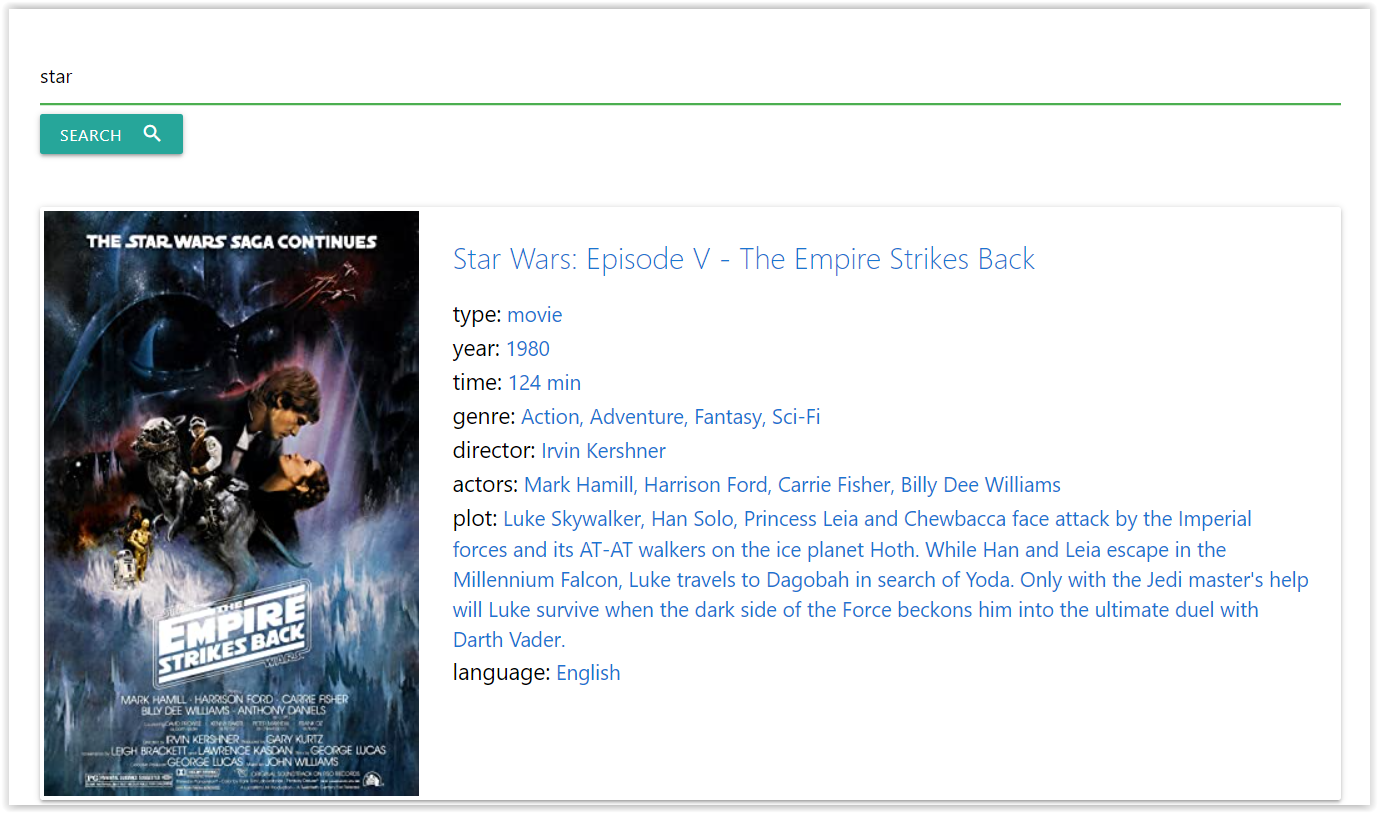 star
SEARCH
Star Wars: Episode V - The Empire Strikes Back
type: movie
year: 1980
time: 124 min
genre: Action, Adventure, Fantasy, Sci-Fi
director: Irvin Kershner
actors: Mark Hamill, Harrison Ford, Carrie Fisher, Billy Dee Williams
plot: Luke Skywalker, Han Solo, Princess Leia and Chewbacca face attack by the Imperial
forces and its AT-AT walkers on the ice planet Hoth. While Han and Leia escape in the
Millennium Falcon, Luke travels to Dagobah in search of Yoda. Only with the Jedi master's help
will Luke survive when the dark side of the Force beckons him into the ultimate duel with
Darth Vader.
language: English
THE STAR WARS SAGA CONTINUES
THE
EMPIRE
STRIKES BACK
WARS
MARK HAMILL · HARRISON FORD · CARRIE FISHER
BILLY DEE WILLIAMS · ANTHONY DANIELS
IRVIN KERSHNER GARY KURTZ
LEIGH BRACKETT LAWRENCE KASDAN GEORGE LUCAS
GEORGE LUCAS JOHN WILLIAMS
PG